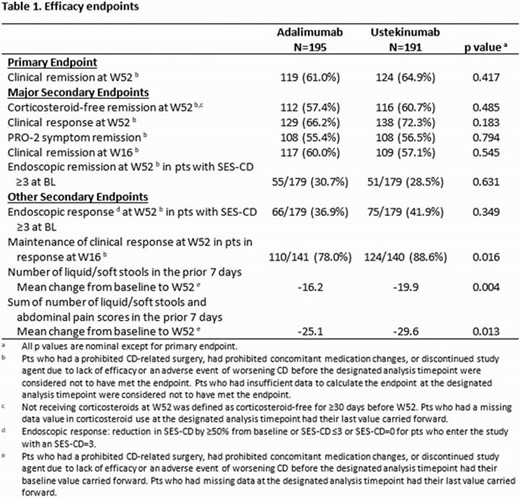 Table 1. Efficacy endpoints
Adalimumab Ustekinumab
N=195 N=191 p value a
Primary Endpoint
Clinical remission at W52 b 119 (61.0%) 124 (64.9%) 0.417
Major Secondary Endpoints
Corticosteroid-free remission at W52 b,c 112 (57.4%) 116 (60.7%) 0.485
Clinical response at W52 b 129 (66.2%) 138 (72.3%) 0.183
PRO-2 symptom remission b 108 (55.4%) 108 (56.5%) 0.794
Clinical remission at W16 b 117 (60.0%) 109 (57.1%) 0.545
Endoscopic remission at W52 b in pts with SES-CD
≥3 at BL 55/179 (30.7%) 51/179 (28.5%) 0.631
Other Secondary Endpoints
Endoscopic response d at W52 b in pts with SES-CD
≥3 at BL 66/179 (36.9%) 75/179 (41.9%) 0.349
Maintenance of clinical response at W52 in pts in
response at W16 b 110/141 (78.0%) 124/140 (88.6%) 0.016
Number of liquid/soft stools in the prior 7 days
Mean change from baseline to W52 e -16.2 -19.9 0.004
Sum of number of liquid/soft stools and
abdominal pain scores in the prior 7 days
Mean change from baseline to W52 e -25.1 -29.6 0.013
a All p values are nominal except for primary endpoint.
b Pts who had a prohibited CD-related surgery, had prohibited concomitant medication changes, or discontinued study
agent due to lack of efficacy or an adverse event of worsening CD before the designated analysis timepoint were
considered not to have met the endpoint. Pts who had insufficient data to calculate the endpoint at the designated
analysis timepoint were considered not to have met the endpoint.
c Not receiving corticosteroids at W52 was defined as corticosteroid-free for ≥30 days before W52. Pts who had a missing
data value in corticosteroid use at the designated timepoint had their last value carried forward.
d Endoscopic response: reduction in SES-CD by ≥50% from baseline or SES-CD ≤3 or SES-CD=0 for pts who enter the study
with an SES-CD=3.
e Pts who had a prohibited CD-related surgery, had prohibited concomitant medication changes, or discontinued study
agent due to lack of efficacy or an adverse event of worsening CD before the designated analysis timepoint had their
baseline value carried forward. Pts who had missing data at the designated analysis timepoint had their last value carried
forward.